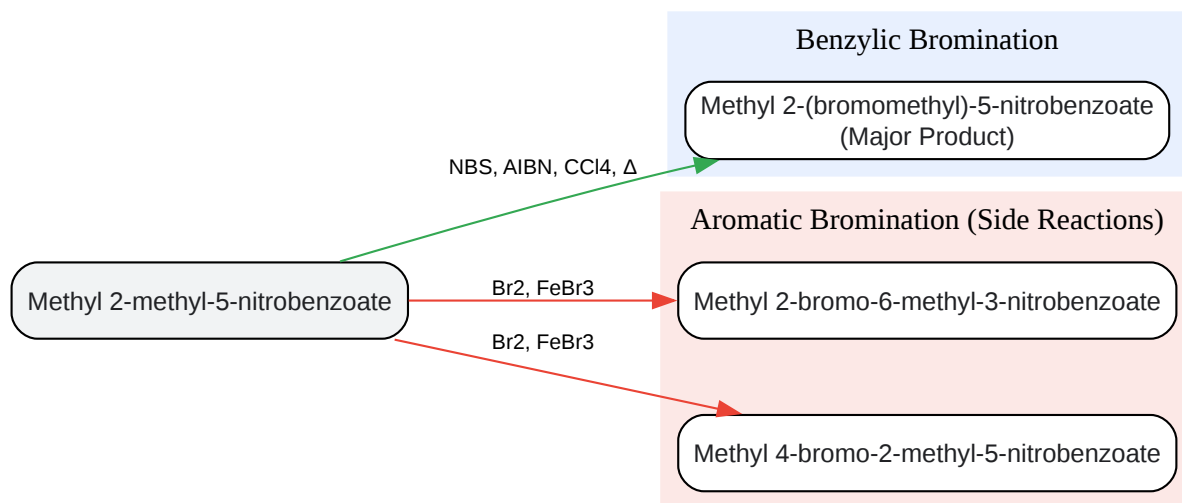 Benzylic Bromination
Methyl 2-(bromomethyl)-5-nitrobenzoate
(Major Product)
NBS, AIBN, CCl4, Δ
Aromatic Bromination (Side Reactions)
Methyl 2-methyl-5-nitrobenzoate
Br2, FeBr3
Methyl 2-bromo-6-methyl-3-nitrobenzoate
Br2, FeBr3
Methyl 4-bromo-2-methyl-5-nitrobenzoate